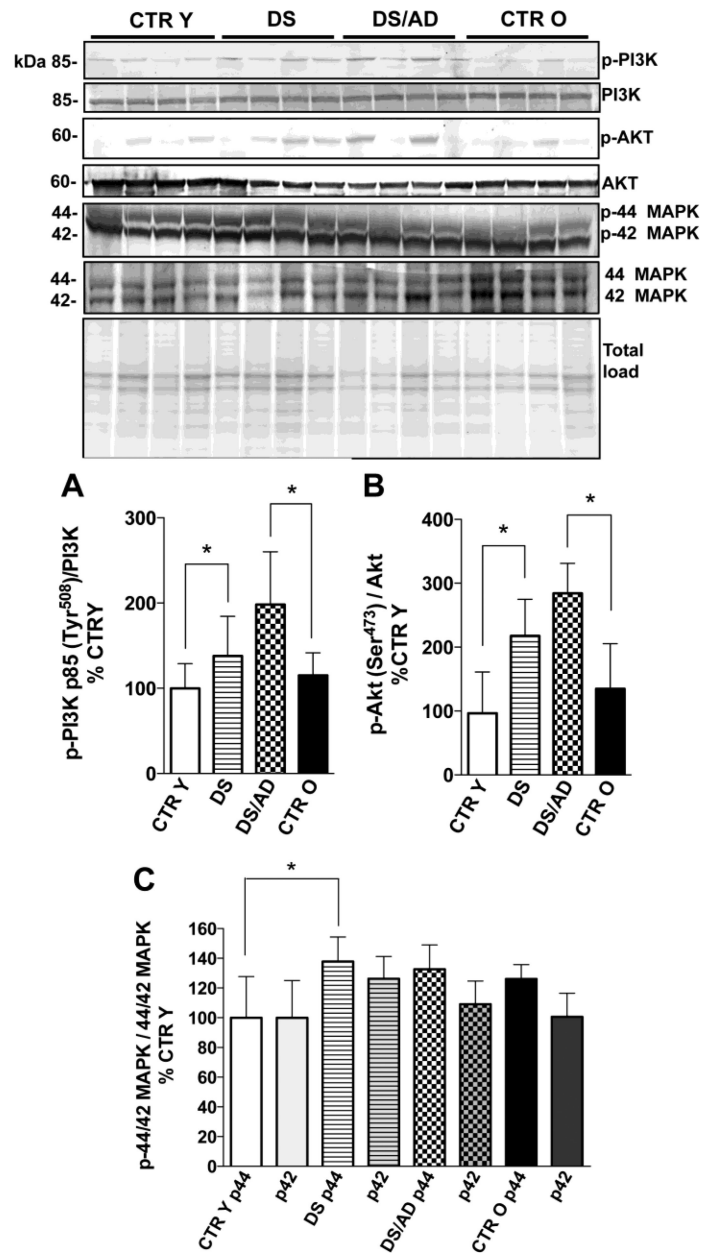 CTR Y DS DS/AD CTR O
kDa 85- p-PI3K
85- PI3K
60- p-AKT
60- AKT
44- p-44 MAPK
42- p-42 MAPK
44- 44 MAPK
42- 42 MAPK
Total
load
A
*
*
p-PI3K p85 (Tyr508)/PI3K
% CTRY
300
200
100
0
CTR Y
DS
DS/AD
CTR O
B
*
*
p-Akt (Ser473) / Akt
%CTR Y
400
300
200
100
0
CTR Y
DS
DS/AD
CTR O
C
*
p-44/42 MAPK / 44/42 MAPK
% CTR Y
160
140
120
100
80
60
40
20
0
CTR Y p44
p42
DS p44
p42
DS/AD p44
p42
CTR O p44
p42